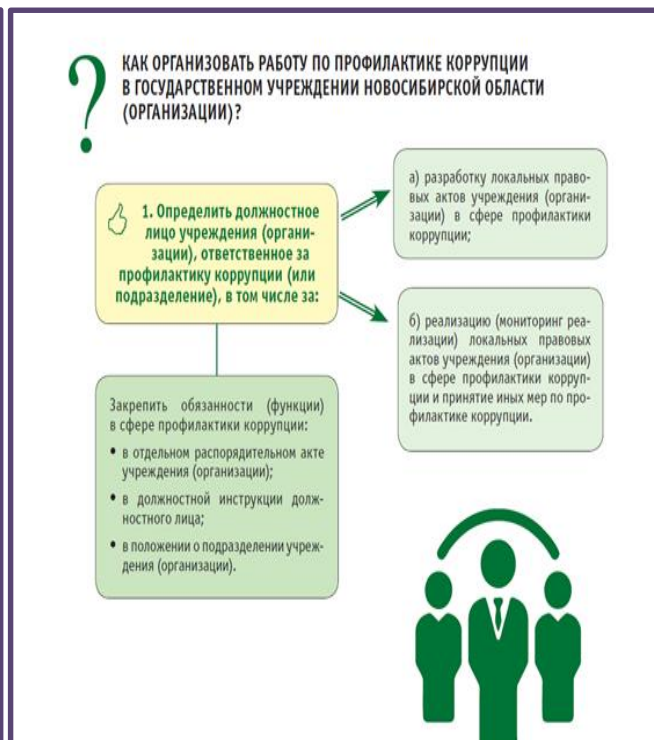 ?
КАК ОРГАНИЗОВАТЬ РАБОТУ ПО ПРОФИЛАКТИКЕ КОРРУПЦИИ
В ГОСУДАРСТВЕННОМ УЧРЕЖДЕНИИ НОВОСИБИРСКОЙ ОБЛАСТИ
(ОРГАНИЗАЦИИ)?
1. Определить должностное
лицо учреждения (органи-
зации), ответственное за
профилактику коррупции (или
подразделение), в том числе за:
а) разработку локальных право-
вых актов учреждения (органи-
зации) в сфере профилактики
коррупции;
б) реализацию (мониторинг реа-
лизации) локальных правовых
актов учреждения (организации)
в сфере профилактики корруп-
ции и принятие иных мер по про-
филактике коррупции.
Закрепить обязанности (функции)
в сфере профилактики коррупции:
• в отдельном распорядительном акте
учреждения (организации);
• в должностной инструкции долж-
ностного лица;
• в положении о подразделении учреж-
дения (организации).